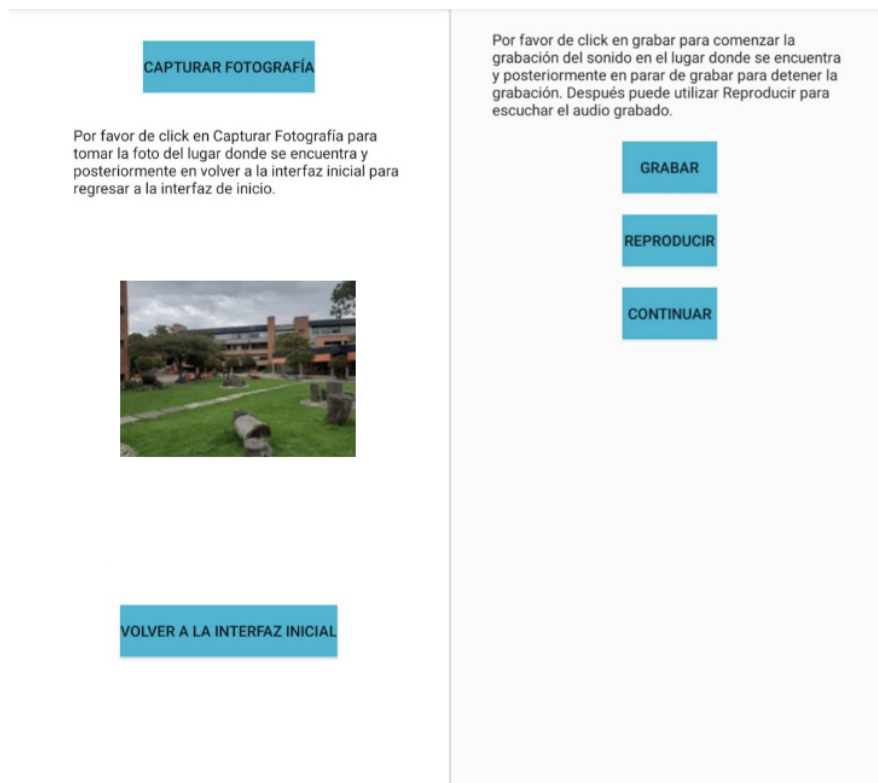 CAPTURAR FOTOGRAFÍA
Por favor de click en Capturar Fotografía para
tomar la foto del lugar donde se encuentra y
posteriormente en volver a la interfaz inicial para
regresar a la interfaz de inicio.
VOLVER A LA INTERFAZ INICIAL
Por favor de click en grabar para comenzar la
grabación del sonido en el lugar donde se encuentra
y posteriormente en parar de grabar para detener la
grabación. Después puede utilizar Reproducir para
escuchar el audio grabado.
GRABAR
REPRODUCIR
CONTINUAR